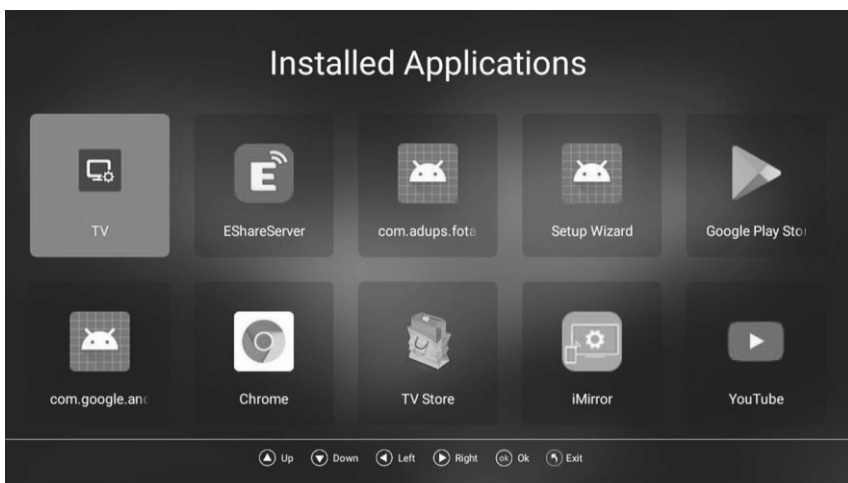 Installed Applications
TV
EShareServer
com.adups.fota
Setup Wizard
Google Play Stor
com.google.and
Chrome
TV Store
iMirror
YouTube
Up Down Left Right ok Ok Exit